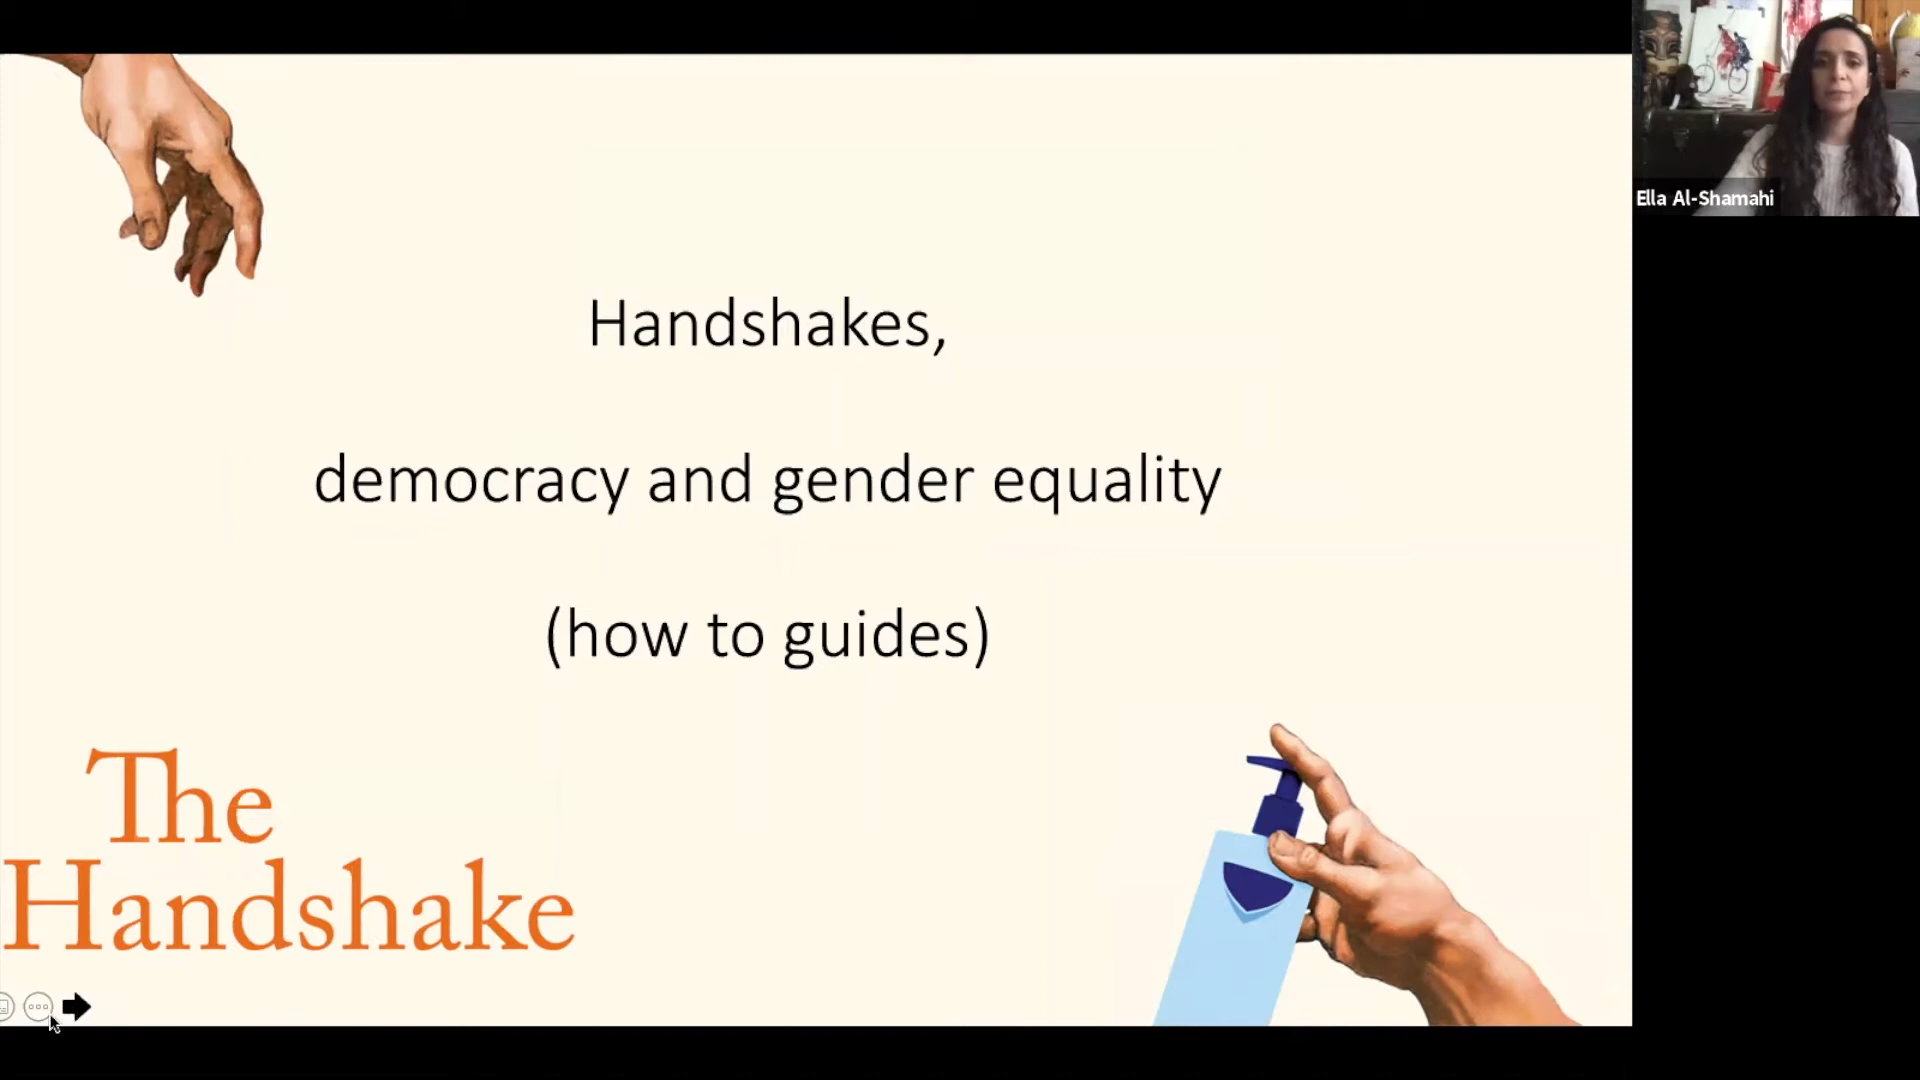 Handshakes,
democracy and gender equality
(how to guides)
The
Handshake
Ella Al-Shamahi